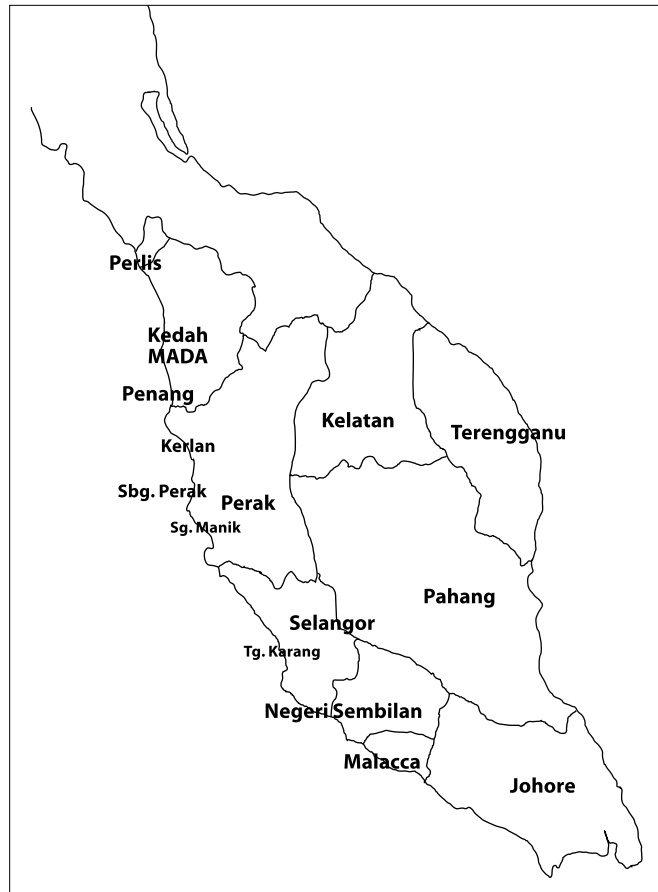 Perlis
Kedah
MADA
Penang
Kelatan
Terengganu
Kerlan
Sbg. Perak
Perak
Sg. Manik
Pahang
Selangor
Tg. Karang
Negeri Sembilan
Malacca
Johore